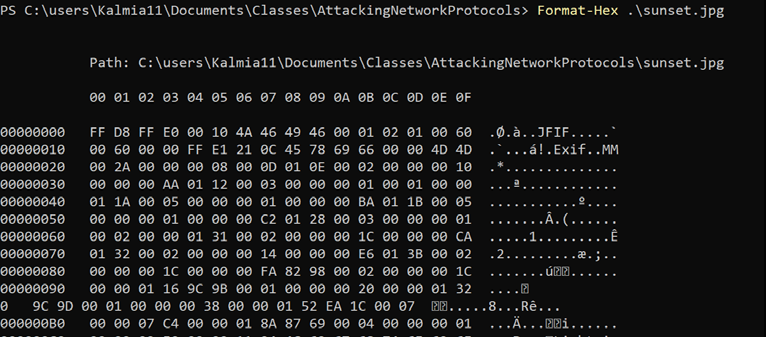 PS C:\users\Kalmia11\Documents\Classes\AttackingNetworkProtocols> Format-Hex .\sunset.jpg
Path: C:\users\Kalmia11\Documents\Classes\AttackingNetworkProtocols\sunset.jpg
00 01 02 03 04 05 06 07 08 09 0A 0B 0C 0D 0E 0F
00000000 FF D8 FF E0 00 10 4A 46 49 46 00 01 02 01 00 60 .Ø.à..JFIF.....`
00000010 00 60 00 00 FF E1 21 0C 45 78 69 66 00 00 4D 4D .`...á!.Exif..MM
00000020 00 2A 00 00 00 08 00 0D 01 0E 00 02 00 00 00 10 .*..............
00000030 00 00 00 AA 01 12 00 03 00 00 00 01 00 01 00 00 ...ª............
00000040 01 1A 00 05 00 00 00 01 00 00 00 BA 01 1B 00 05 ...........º....
00000050 00 00 00 01 00 00 00 C2 01 28 00 03 00 00 00 01 .......Â.(......
00000060 00 02 00 00 01 31 00 02 00 00 00 1C 00 00 00 CA .....1.........Ê
00000070 01 32 00 02 00 00 00 14 00 00 00 E6 01 3B 00 02 .2.........æ.;..
00000080 00 00 00 1C 00 00 00 FA 82 98 00 02 00 00 00 1C .......ú......
00000090 00 00 01 16 9C 9B 00 01 00 00 00 20 00 00 01 32 ....
0 9C 9D 00 01 00 00 00 38 00 00 01 52 EA 1C 00 07 .....8...Rê...
000000B0 00 00 07 C4 00 00 01 8A 87 69 00 04 00 00 00 01 ...Ä...i......